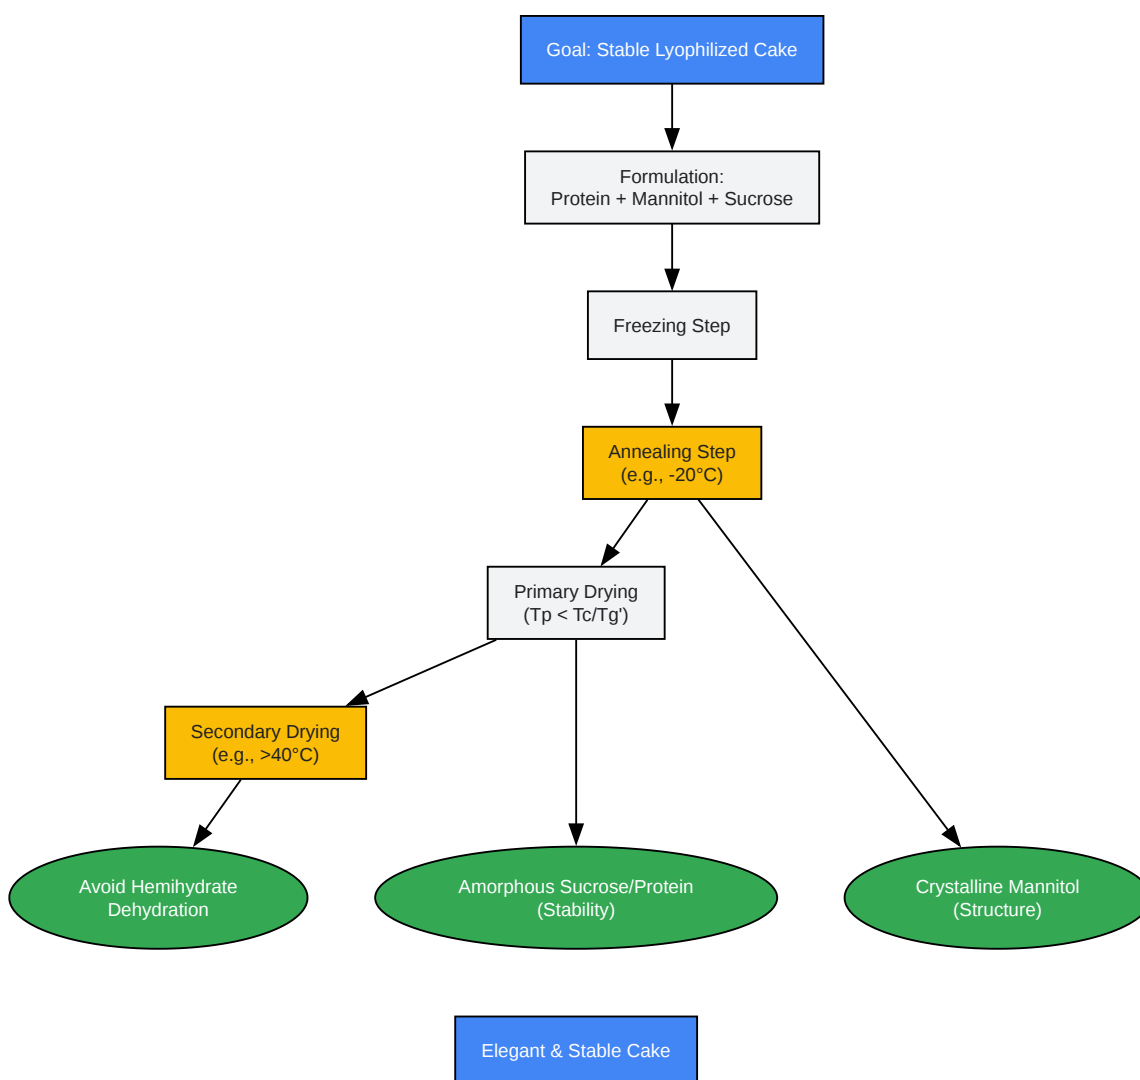 Goal: Stable Lyophilized Cake
Formulation:
Protein + Mannitol + Sucrose
Freezing Step
Annealing Step
(e.g., -20°C)
Primary Drying
(Tp < Tc/Tg')
Secondary Drying
(e.g., >40°C)
Avoid Hemihydrate
Dehydration
Amorphous Sucrose/Protein
(Stability)
Crystalline Mannitol
(Structure)
Elegant & Stable Cake